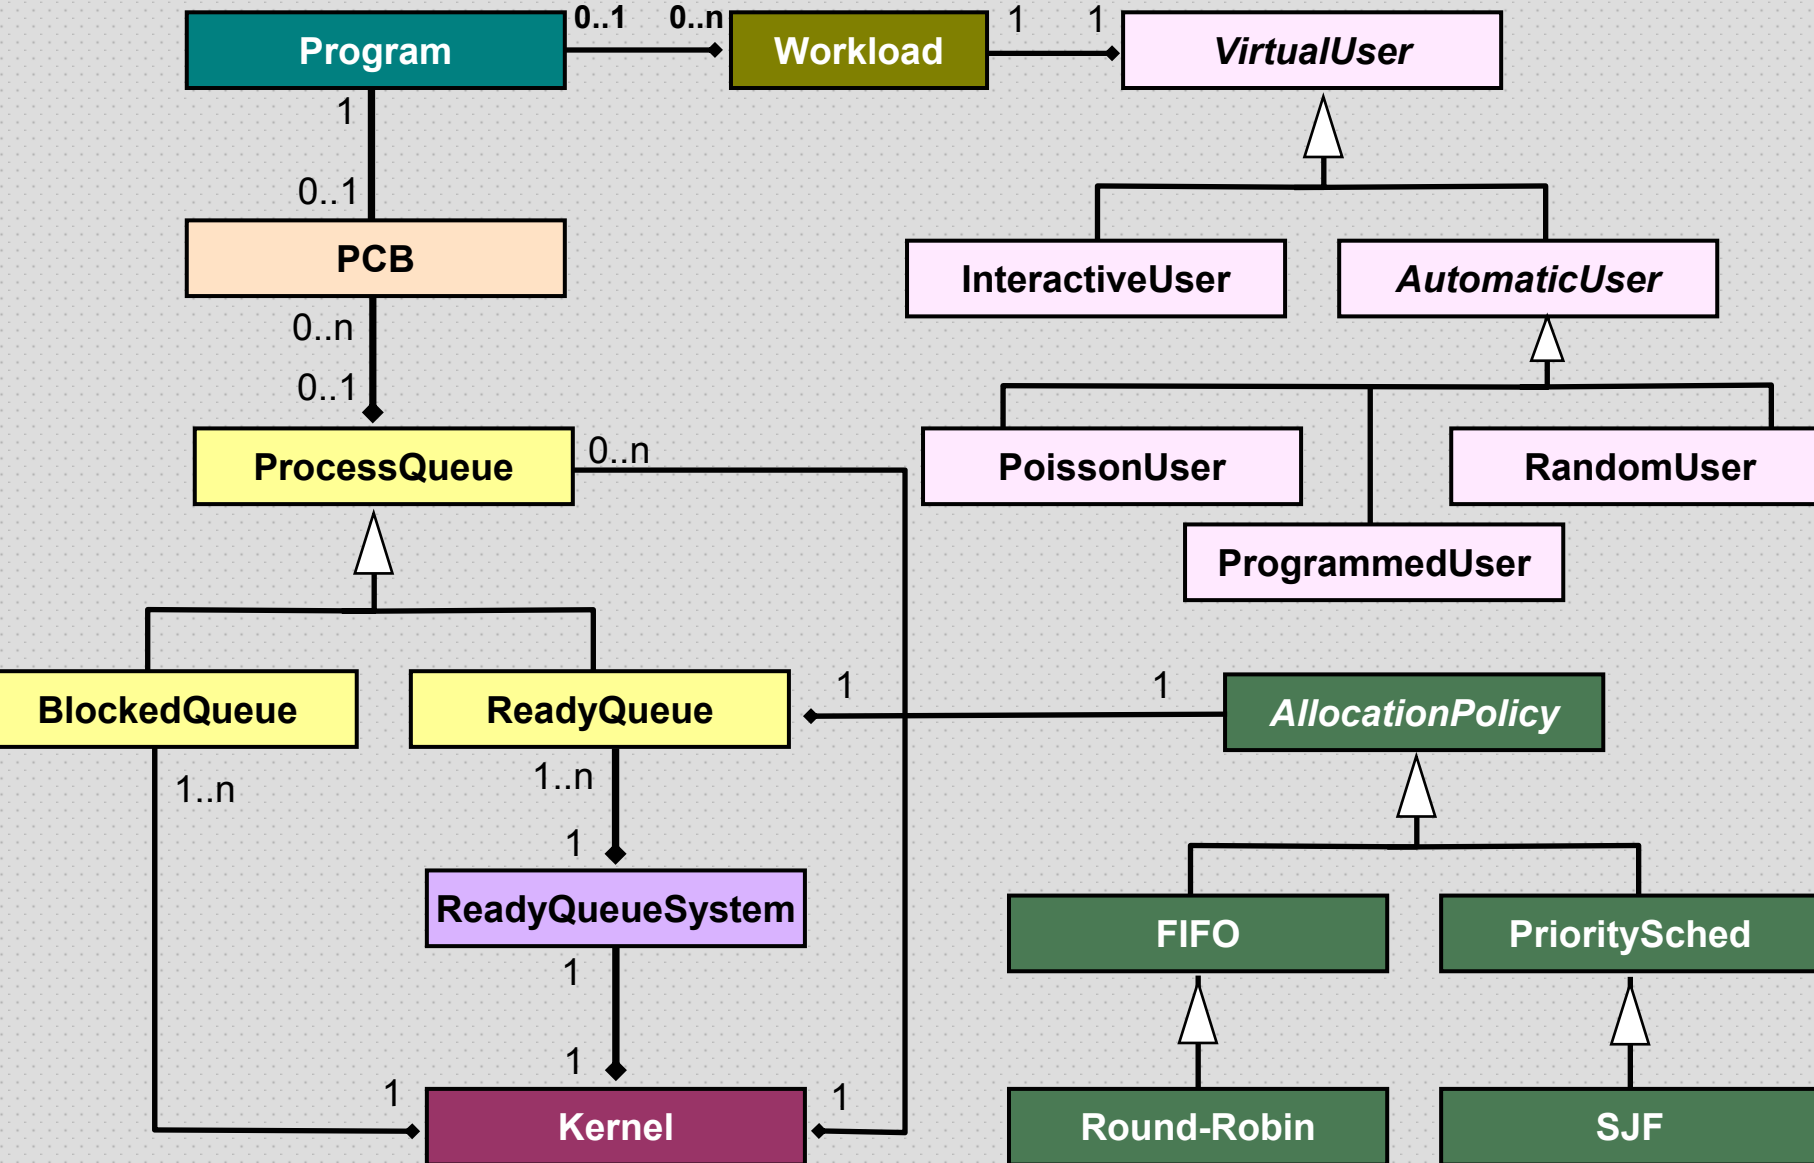 0..1
0..n
1
1
Program
Workload
VirtualUser
1
0..1
PCB
InteractiveUser
AutomaticUser
0..n
0..1
ProcessQueue
0..n
PoissonUser
RandomUser
ProgrammedUser
BlockedQueue
ReadyQueue
1
1
AllocationPolicy
1..n
1..n
1
ReadyQueueSystem
FIFO
PrioritySched
1
1
1
1
Kernel
Round-Robin
SJF